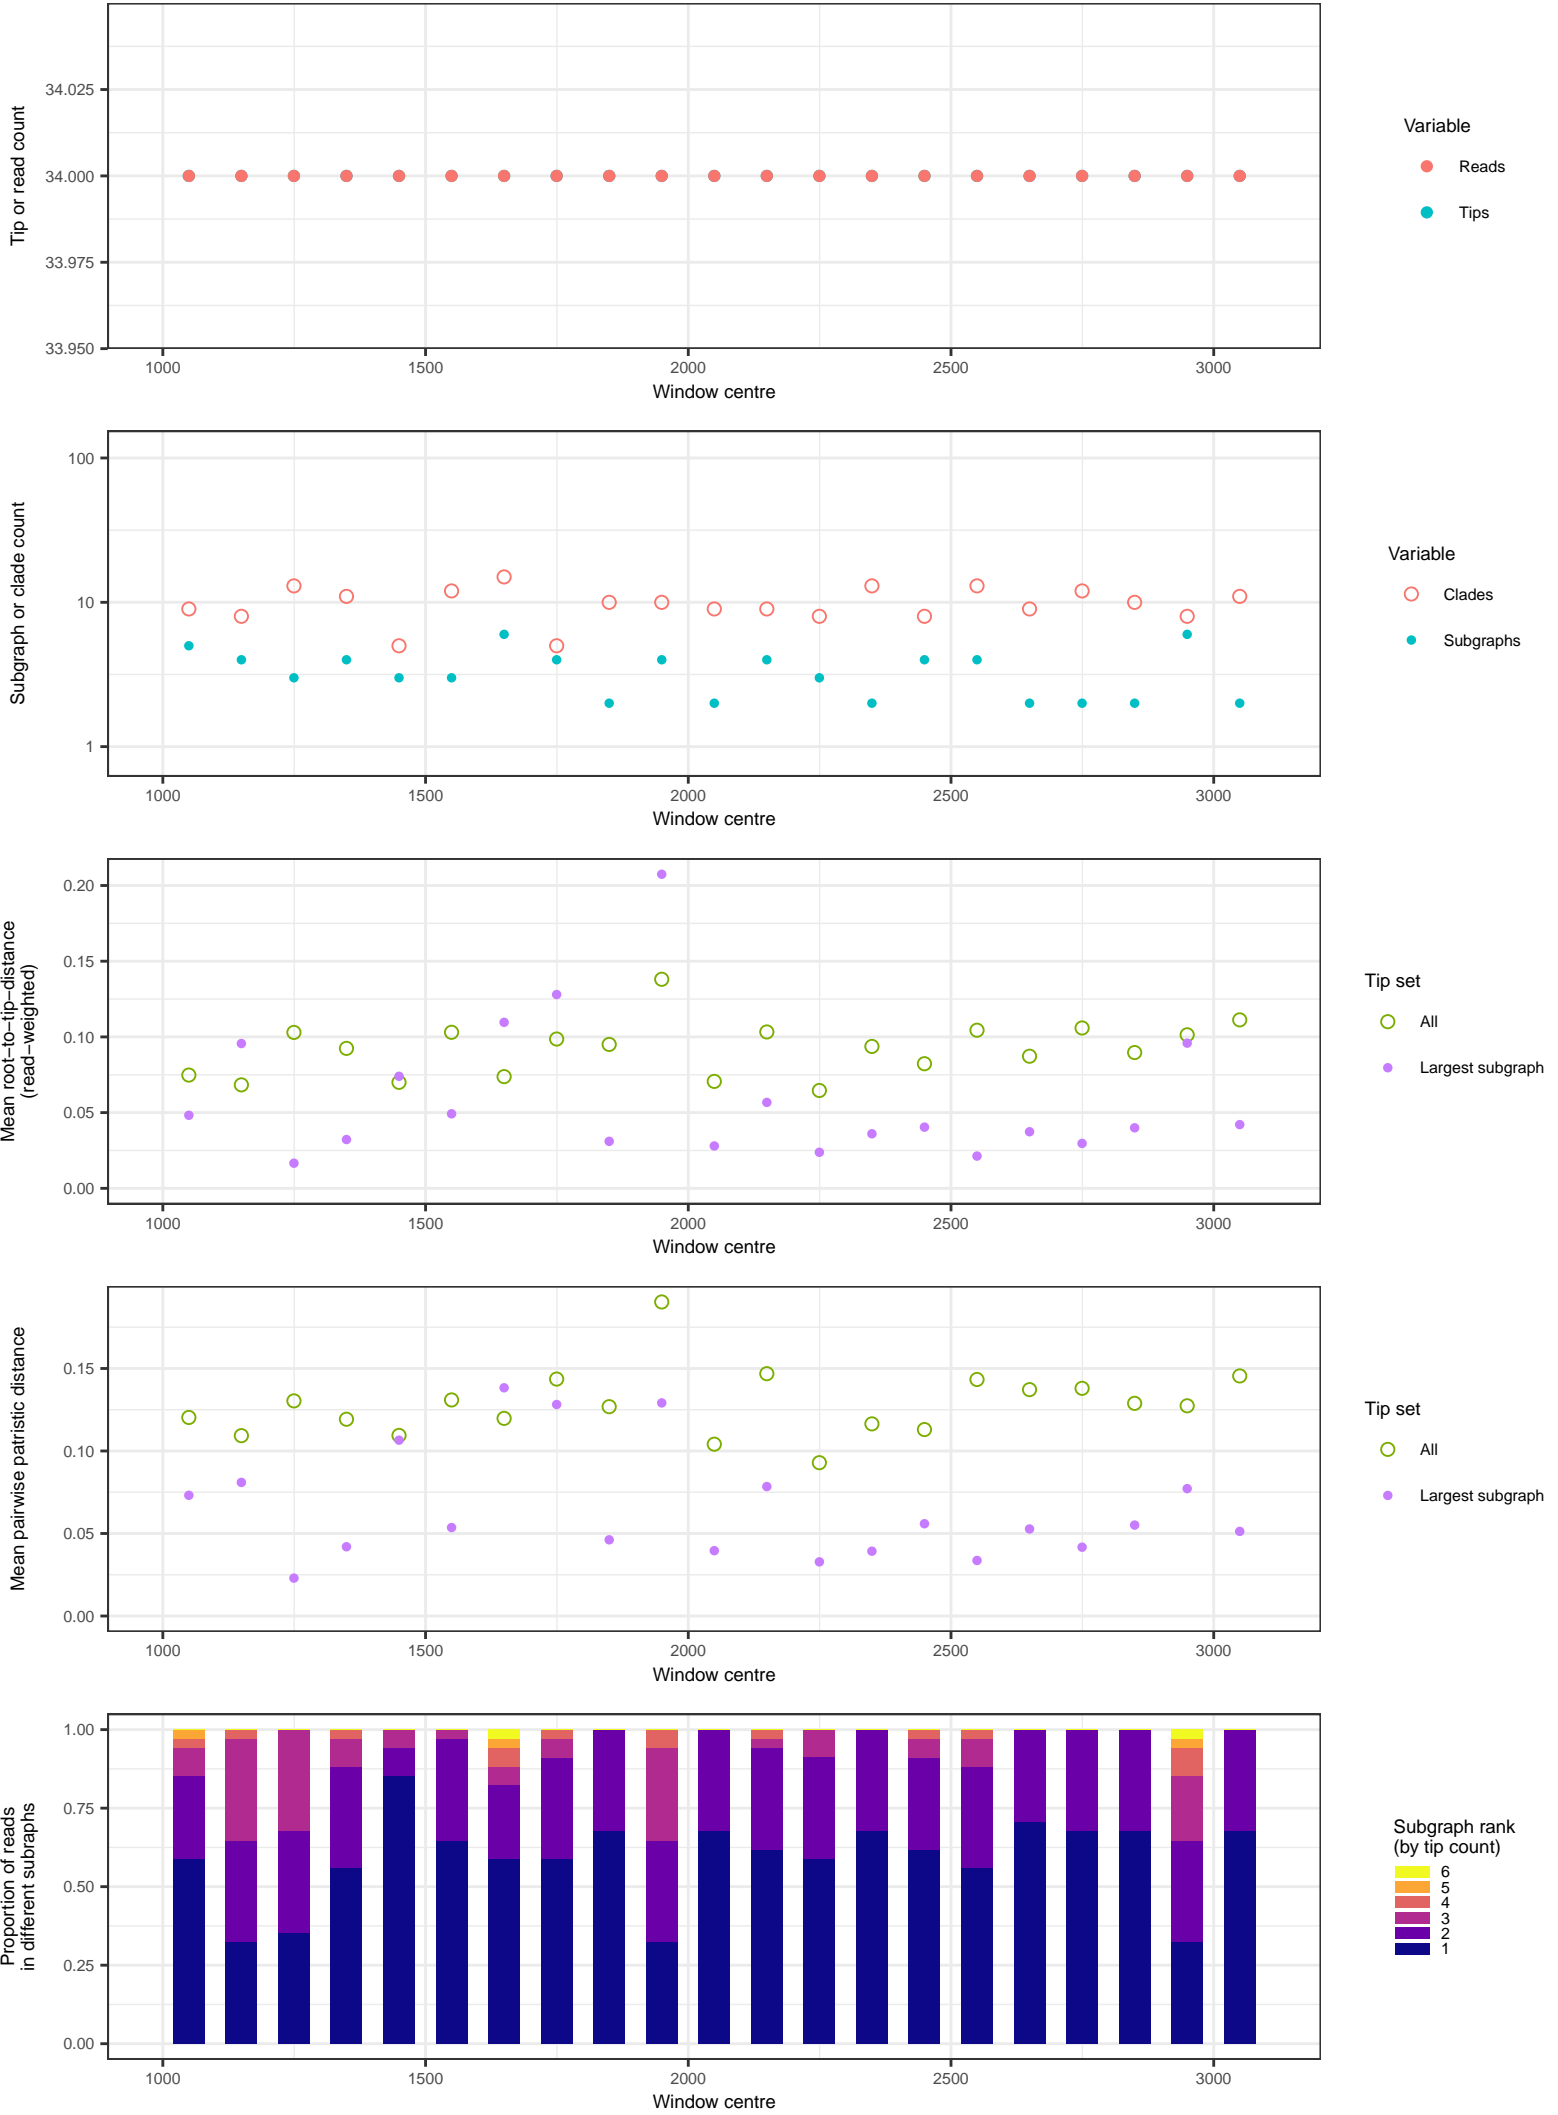 Tip or read count
34.025
34.000
33.975
33.950
1000 1500 2000 2500 3000
Window centre
Variable
Reads
Tips
Subgraph or clade count
100
10
1
1000 1500 2000 2500 3000
Window centre
Variable
Clades
Subgraphs
Mean root−to−tip−distance
(read−weighted)
0.20
0.15
0.10
0.05
0.00
1000 1500 2000 2500 3000
Window centre
Tip set
All
Largest subgraph
Mean pairwise patristic distance
0.15
0.10
0.05
0.00
1000 1500 2000 2500 3000
Window centre
Tip set
All
Largest subgraph
Proportion of reads
in different subraphs
1.00
0.75
0.50
0.25
0.00
1000 1500 2000 2500 3000
Window centre
Subgraph rank
(by tip count)
6
5
4
3
2
1